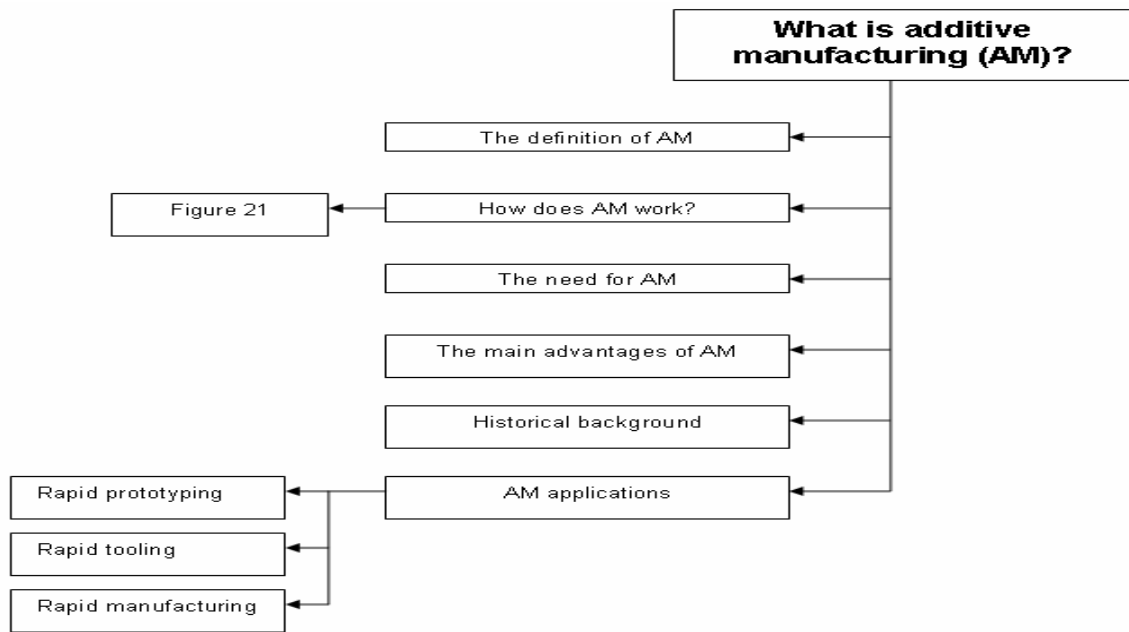 What is additive
manufacturing (AM)?
The definition of AM
Figure 21
How does AM work?
The need for AM
The main advantages of AM
Historical background
Rapid prototyping
AM applications
Rapid tooling
Rapid manufacturing